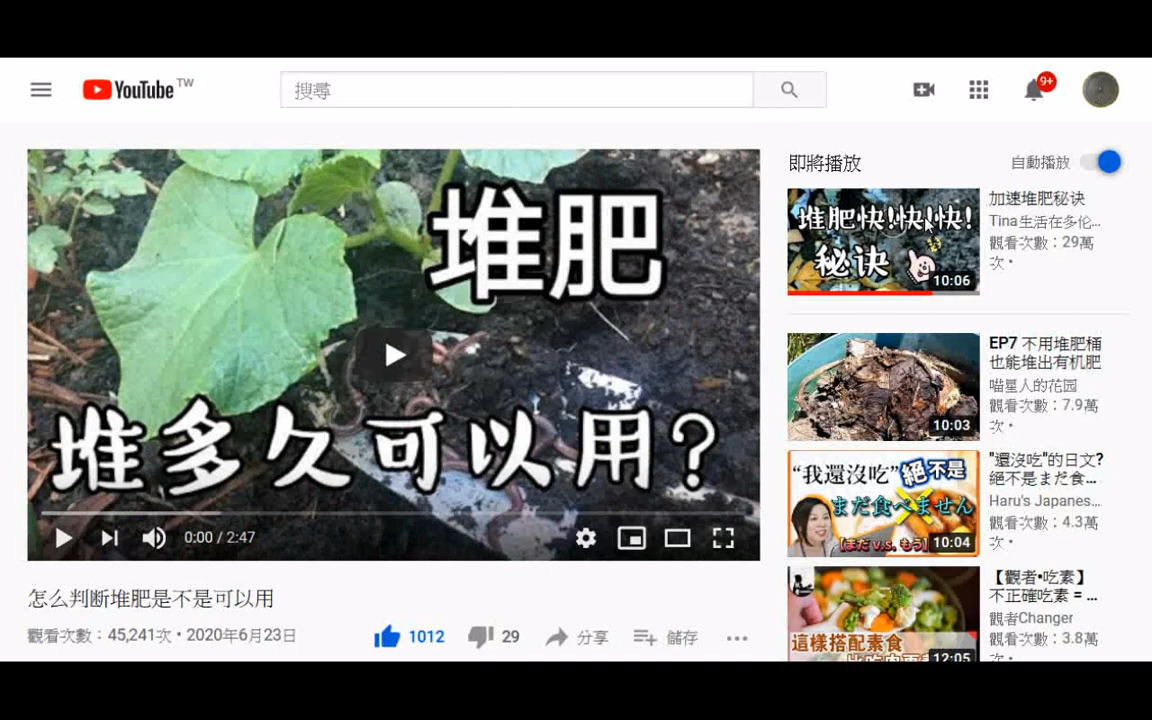 YouTube TW
搜尋
9+
堆肥
堆多久可以用?
0:00 / 2:47
怎么判断堆肥是不是可以用
觀看次數：45,241次 • 2020年6月23日
1012
29
分享
儲存
即將播放
自動播放
堆肥快!快!快!
秘诀
10:06
加速堆肥秘诀
Tina生活在多伦...
觀看次數：29萬
次 •
10:03
EP7 不用堆肥桶
也能堆出有机肥
喵星人的花园
觀看次數：7.9萬
次 •
“我還沒吃”絕不是
まだ食べません
【まだ v.s. もう】
10:04
"還沒吃"的日文?
絕不是まだ食...
Haru's Japanes...
觀看次數：4.3萬
次 •
這樣搭配素食
12:05
【觀者•吃素】
不正確吃素 = ...
觀者Changer
觀看次數：3.8萬
次 •